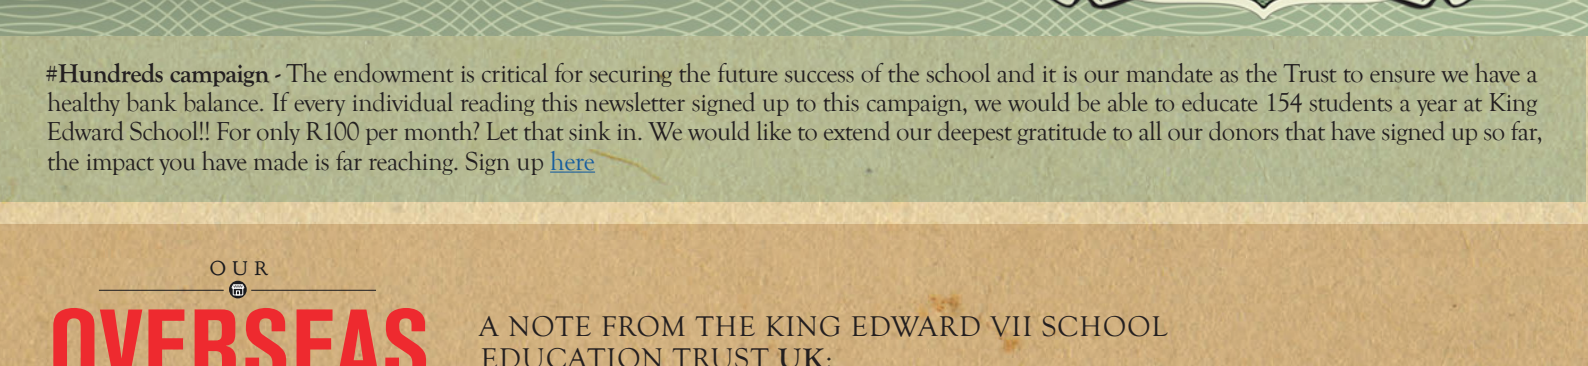 #Hundreds campaign - The endowment is critical for securing the future success of the school and it is our mandate as the Trust to ensure we have a
healthy bank balance. If every individual reading this newsletter signed up to this campaign, we would be able to educate 154 students a year at King
Edward School!! For only R100 per month? Let that sink in. We would like to extend our deepest gratitude to all our donors that have signed up so far,
the impact you have made is far reaching. Sign up here
OUR
OVERSEAS
A NOTE FROM THE KING EDWARD VII SCHOOL
EDUCATION TRUST UK: